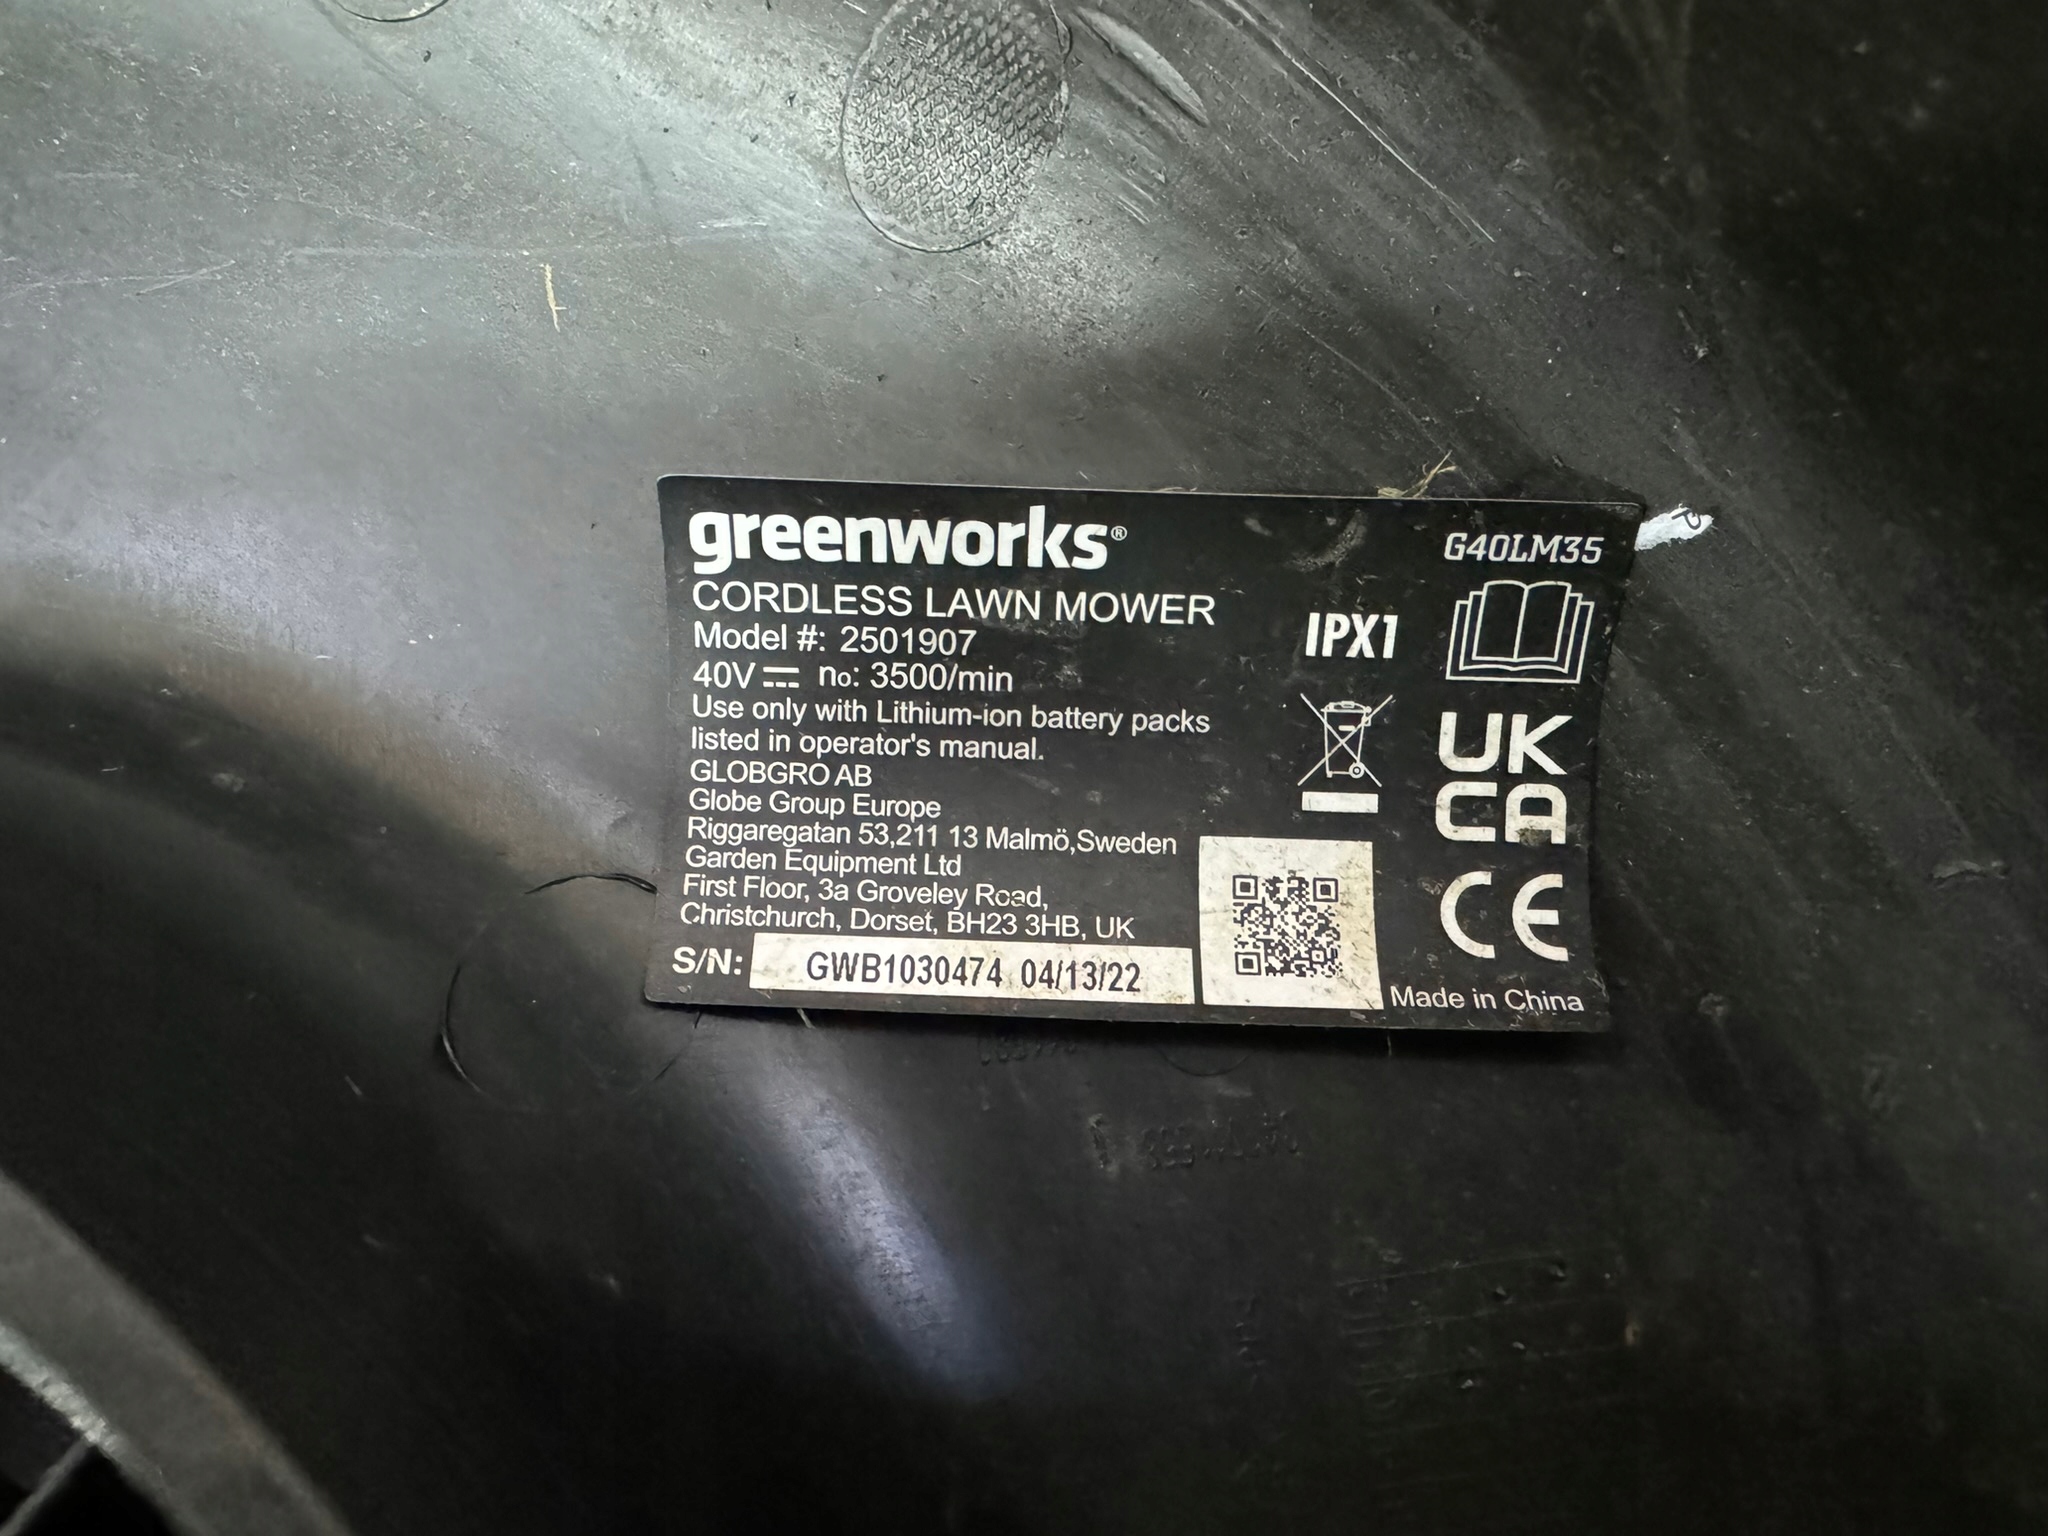 greenworks®
G40LM35
CORDLESS LAWN MOWER
Model #: 2501907
IPX1
40V n₀: 3500/min
Use only with Lithium-ion battery packs
listed in operator's manual.
GLOBGRO AB
Globe Group Europe
Riggaregatan 53,211 13 Malmö,Sweden
Garden Equipment Ltd
First Floor, 3a Groveley Road,
Christchurch, Dorset, BH23 3HB, UK
S/N: GWB1030474 04/13/22
UK
CA
CE
Made in China